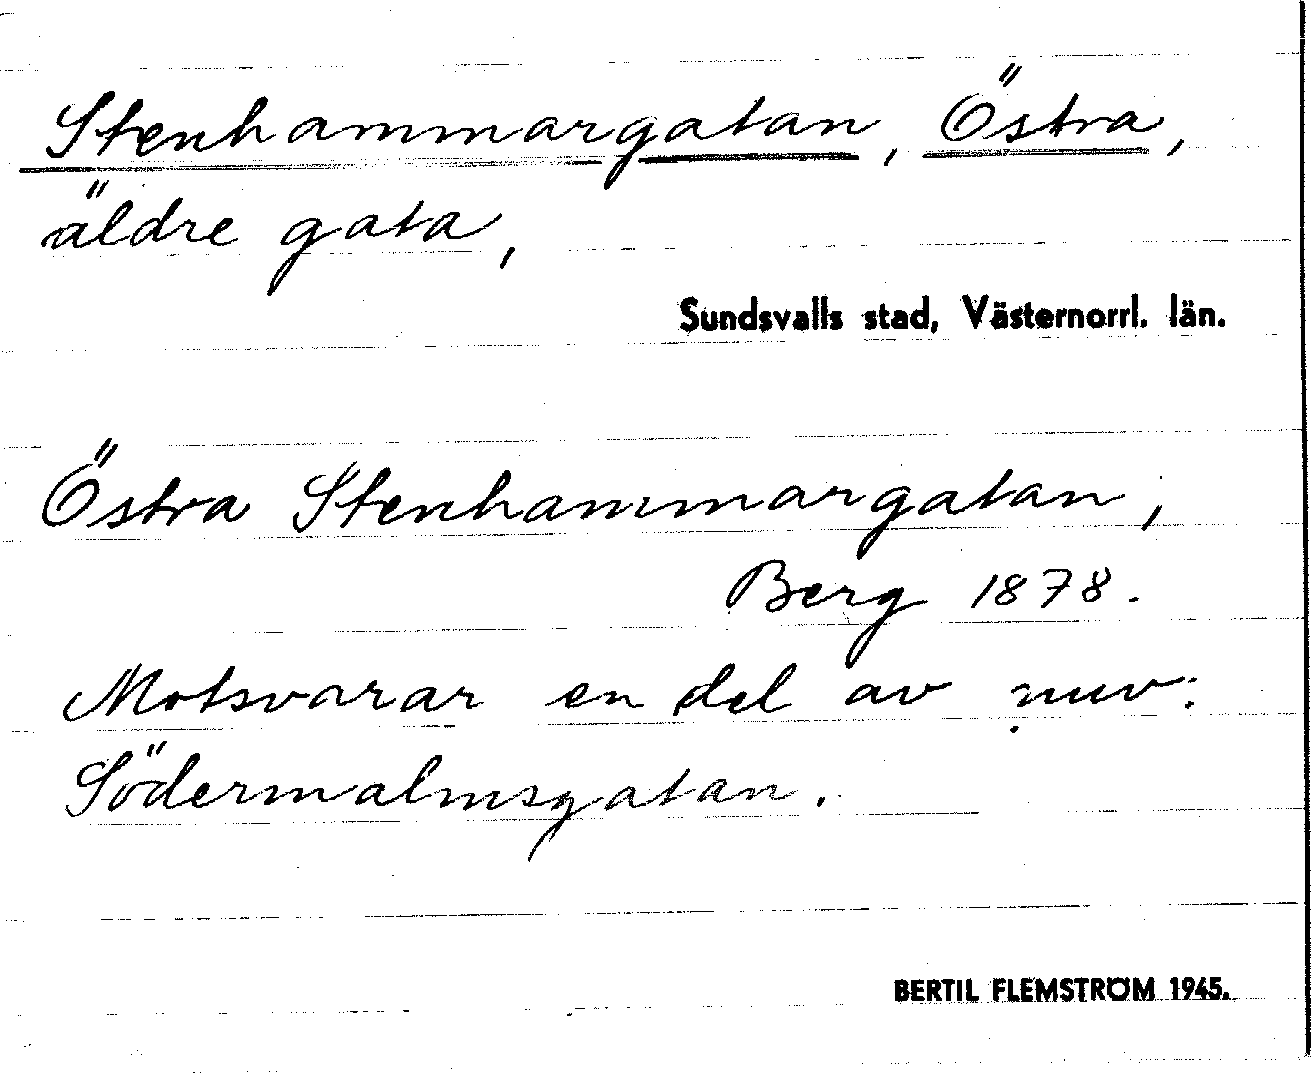 Stenhammargatan, Östra,
äldre gata,
Sundsvalls stad, Västernorrl. län.
Östra Stenhammargatan,
Berg 1878.
Motsvarar en del av nuv.
Södermalmsgatan.
BERTIL FLEMSTRÖM 1945.